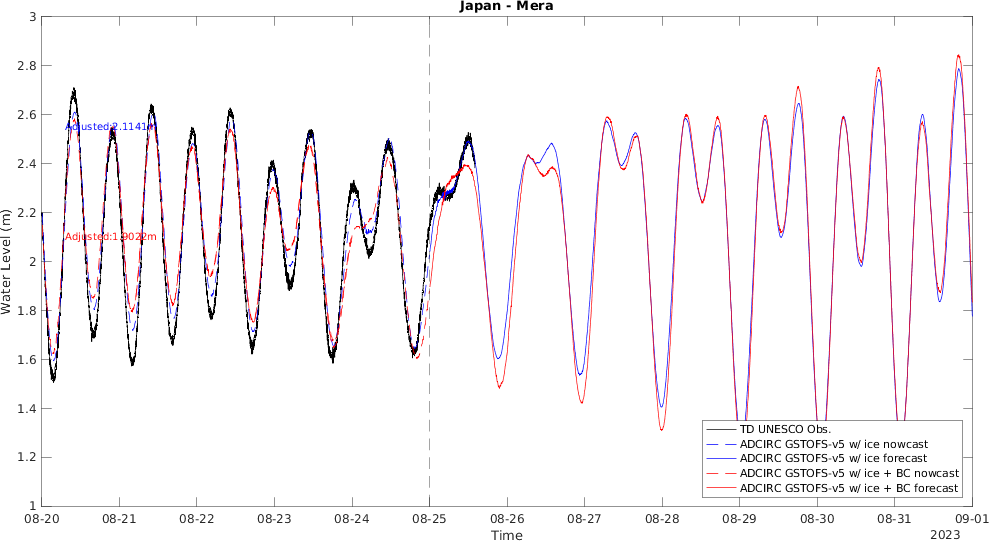 Japan - Mera
3
2.8
2.6
2.4
2.2
2
1.8
1.6
1.4
1.2
1
Water Level (m)
Adjusted:2.1141m
Adjusted:1.9022m
TD UNESCO Obs.
ADCIRC GSTOFS-v5 w/ ice nowcast
ADCIRC GSTOFS-v5 w/ ice forecast
ADCIRC GSTOFS-v5 w/ ice + BC nowcast
ADCIRC GSTOFS-v5 w/ ice + BC forecast
08-20 08-21 08-22 08-23 08-24 08-25 08-26 08-27 08-28 08-29 08-30 08-31 09-01
Time
2023